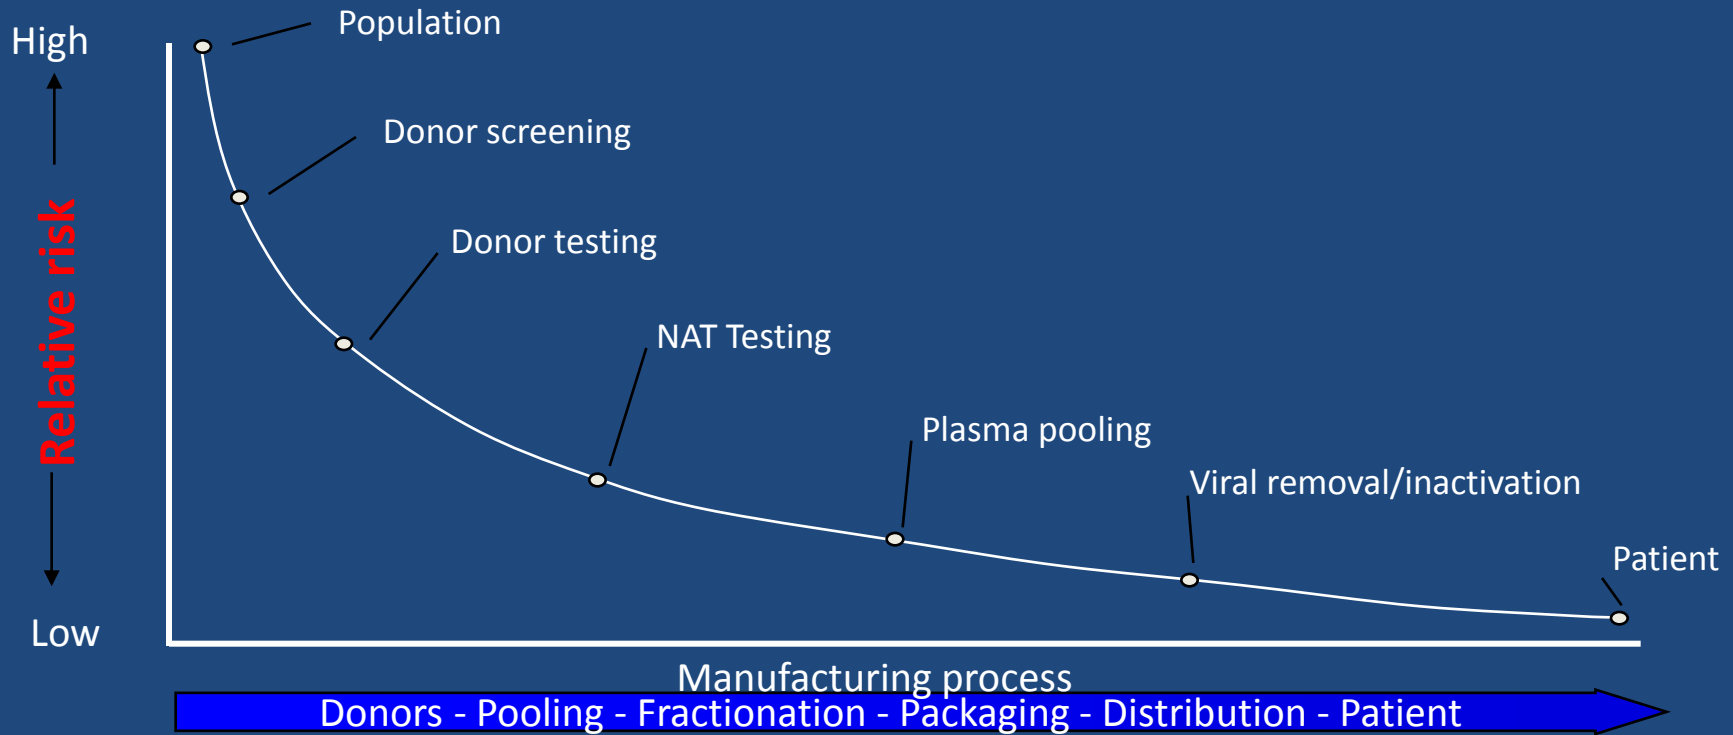 High
Population
Donor screening
Relative risk
Donor testing
NAT Testing
Plasma pooling
Viral removal/inactivation
Patient
Low
Manufacturing process
Donors - Pooling - Fractionation - Packaging - Distribution - Patient